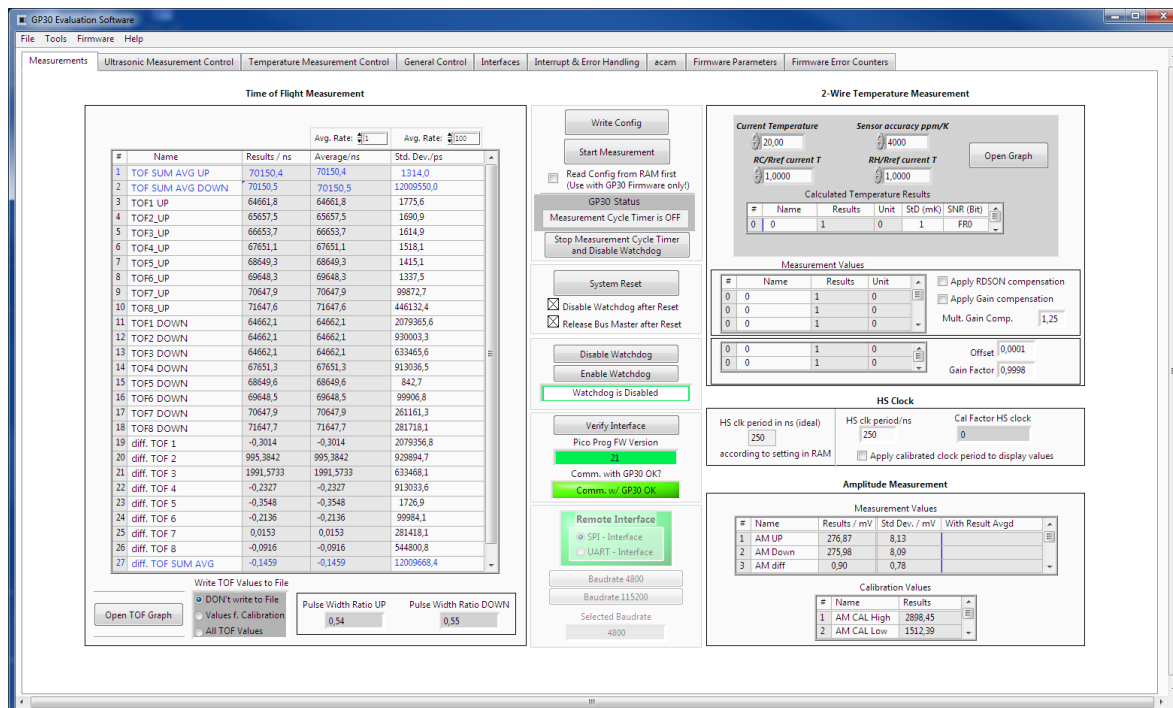 GP30 Evaluation Software
File Tools Firmware Help
Measurements Ultrasonic Measurement Control Temperature Measurement Control General Control Interfaces Interrupt & Error Handling acam Firmware Parameters Firmware Error Counters
Time of Flight Measurement
Avg. Rate: 1 Avg. Rate: 100
# Name Results / ns Average/ns Std. Dev./ps
1 TOF SUM AVG UP 70150,4 70150,4 1314,0
2 TOF SUM AVG DOWN 70150,5 70150,5 12009550,0
3 TOF1 UP 64661,8 64661,8 1775,6
4 TOF2_UP 65657,5 65657,5 1690,9
5 TOF3_UP 66653,7 66653,7 1614,9
6 TOF4_UP 67651,1 67651,1 1518,1
7 TOF5_UP 68649,3 68649,3 1415,1
8 TOF6_UP 69648,3 69648,3 1337,5
9 TOF7_UP 70647,9 70647,9 99872,7
10 TOF8_UP 71647,6 71647,6 446132,4
11 TOF1 DOWN 64662,1 64662,1 2079365,6
12 TOF2 DOWN 64662,1 64662,1 930003,3
13 TOF3 DOWN 64662,1 64662,1 633465,6
14 TOF4 DOWN 67651,3 67651,3 913036,5
15 TOF5 DOWN 68649,6 68649,6 842,7
16 TOF6 DOWN 69648,5 69648,5 99906,8
17 TOF7 DOWN 70647,9 70647,9 261161,3
18 TOF8 DOWN 71647,7 71647,7 281718,1
19 diff. TOF 1 -0,3014 -0,3014 2079356,8
20 diff. TOF 2 995,3842 995,3842 929894,7
21 diff. TOF 3 1991,5733 1991,5733 633468,1
22 diff. TOF 4 -0,2327 -0,2327 913033,6
23 diff. TOF 5 -0,3548 -0,3548 1726,9
24 diff. TOF 6 -0,2136 -0,2136 99984,1
25 diff. TOF 7 0,0153 0,0153 281418,1
26 diff. TOF 8 -0,0916 -0,0916 544800,8
27 diff. TOF SUM AVG -0,1459 -0,1459 12009668,4
Write TOF Values to File
Open TOF Graph
DON't write to File
Values f. Calibration
All TOF Values
Pulse Width Ratio UP Pulse Width Ratio DOWN
0,54 0,55
Write Config
Start Measurement
Read Config from RAM first
(Use with GP30 Firmware only!)
GP30 Status
Measurement Cycle Timer is OFF
Stop Measurement Cycle Timer
and Disable Watchdog
System Reset
Disable Watchdog after Reset
Release Bus Master after Reset
Disable Watchdog
Enable Watchdog
Watchdog is Disabled
Verify Interface
Pico Prog FW Version
21
Comm. with GP30 OK?
Comm. w/ GP30 OK
Remote Interface
SPI - Interface
UART - Interface
Baudrate 4800
Baudrate 115200
Selected Baudrate
4800
2-Wire Temperature Measurement
Current Temperature Sensor accuracy ppm/K
20,00 4000
Open Graph
RC/Rref current T RH/Rref current T
1,0000 1,0000
Calculated Temperature Results
# Name Results Unit StD (mK) SNR (Bit)
0 0 1 0 1 FR0
Measurement Values
# Name Results Unit
0 0 1 0
0 0 1 0
0 0 1 0
Apply RDSON compensation
Apply Gain compensation
Mult. Gain Comp. 1,25
0 0 1 0
0 0 1 0
Offset 0,0001
Gain Factor 0,9998
HS Clock
HS clk period in ns (ideal) HS clk period/ns Cal Factor HS clock
250 250 0
according to setting in RAM Apply calibrated clock period to display values
Amplitude Measurement
Measurement Values
# Name Results / mV Std Dev. / mV With Result Avgd
1 AM UP 276,87 8,13
2 AM Down 275,98 8,09
3 AM diff 0,90 0,78
Calibration Values
# Name Results
1 AM CAL High 2898,45
2 AM CAL Low 1512,39